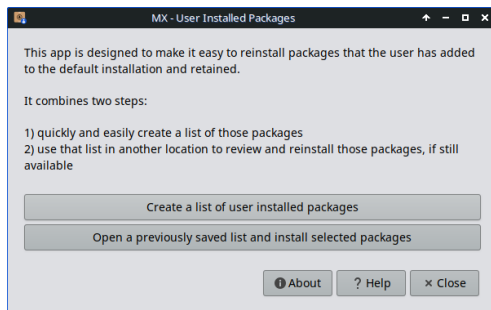 MX - User Installed Packages
This app is designed to make it easy to reinstall packages that the user has added
to the default installation and retained.
It combines two steps:
1) quickly and easily create a list of those packages
2) use that list in another location to review and reinstall those packages, if still
available
Create a list of user installed packages
Open a previously saved list and install selected packages
About ? Help × Close